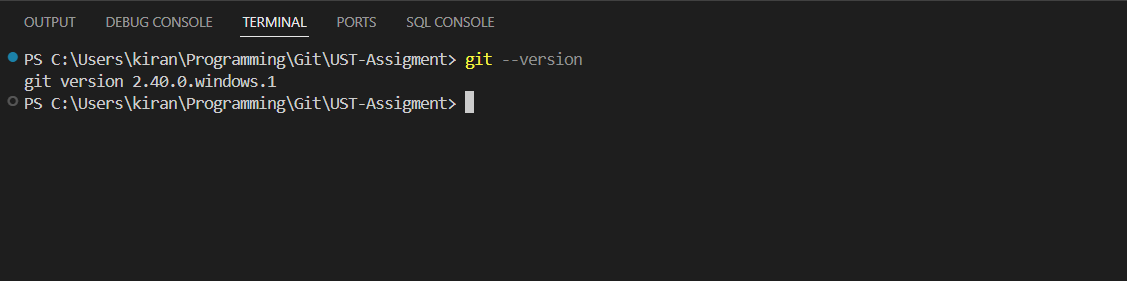 OUTPUT DEBUG CONSOLE TERMINAL PORTS SQL CONSOLE
PS C:\Users\kiran\Programming\Git\UST-Assigment> git --version
git version 2.40.0.windows.1
PS C:\Users\kiran\Programming\Git\UST-Assigment>